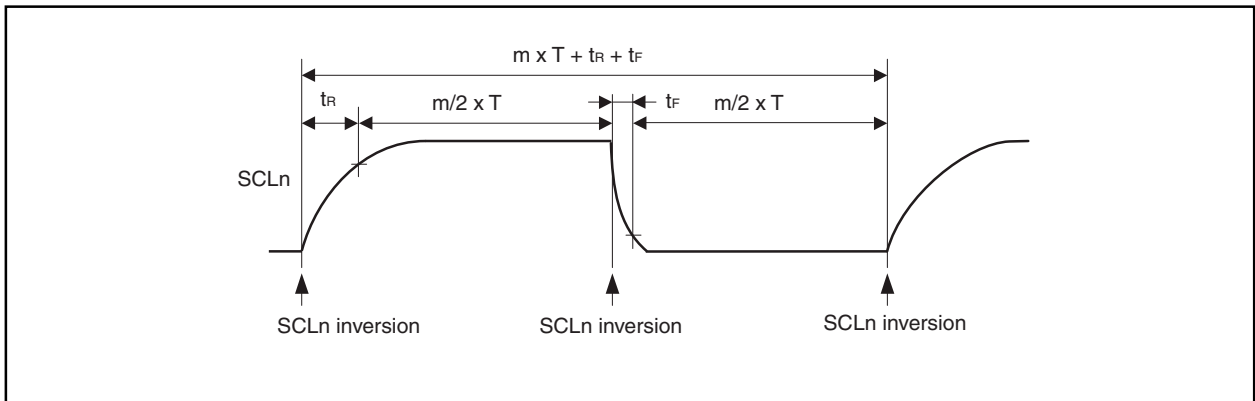 m x T + tR + tF
tR
m/2 x T
tF
m/2 x T
SCLn
SCLn inversion
SCLn inversion
SCLn inversion